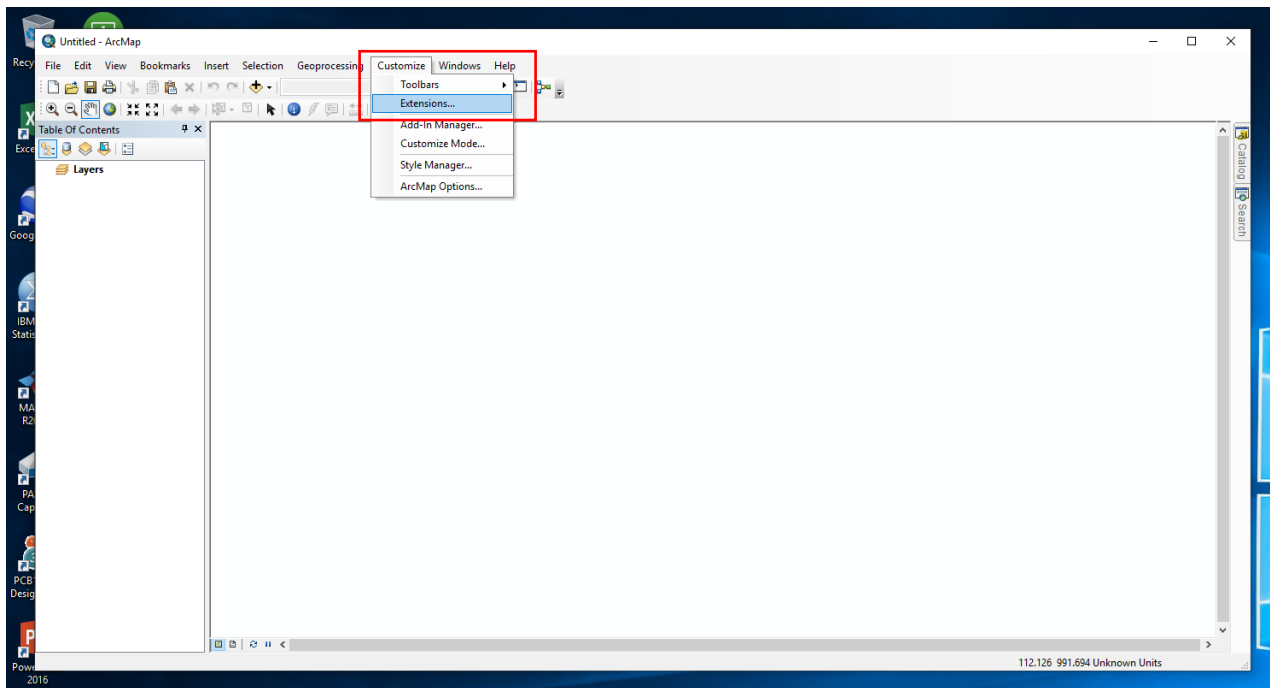 Untitled - ArcMap
File Edit View Bookmarks Insert Selection Geoprocessing Customize Windows Help
Toolbars
Extensions...
Add-In Manager...
Customize Mode...
Style Manager...
ArcMap Options...
Table Of Contents
Layers
Catalog
Search
Recy
Exce
Goog
IBM
Statis
MA
R2
PA
Cap
PCB
Desig
Powe
2016
112.126 991.694 Unknown Units